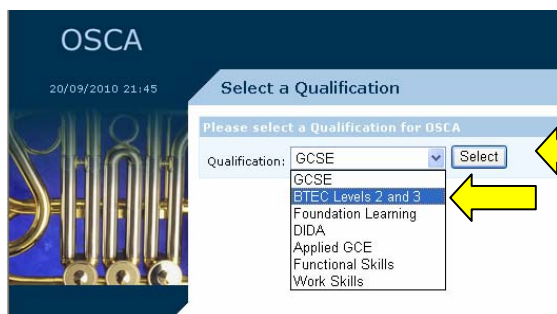 OSCA
20/09/2010 21:45
Select a Qualification
Please select a Qualification for OSCA
Qualification: GCSE Select
GCSE
BTEC Levels 2 and 3
Foundation Learning
DIDA
Applied GCE
Functional Skills
Work Skills